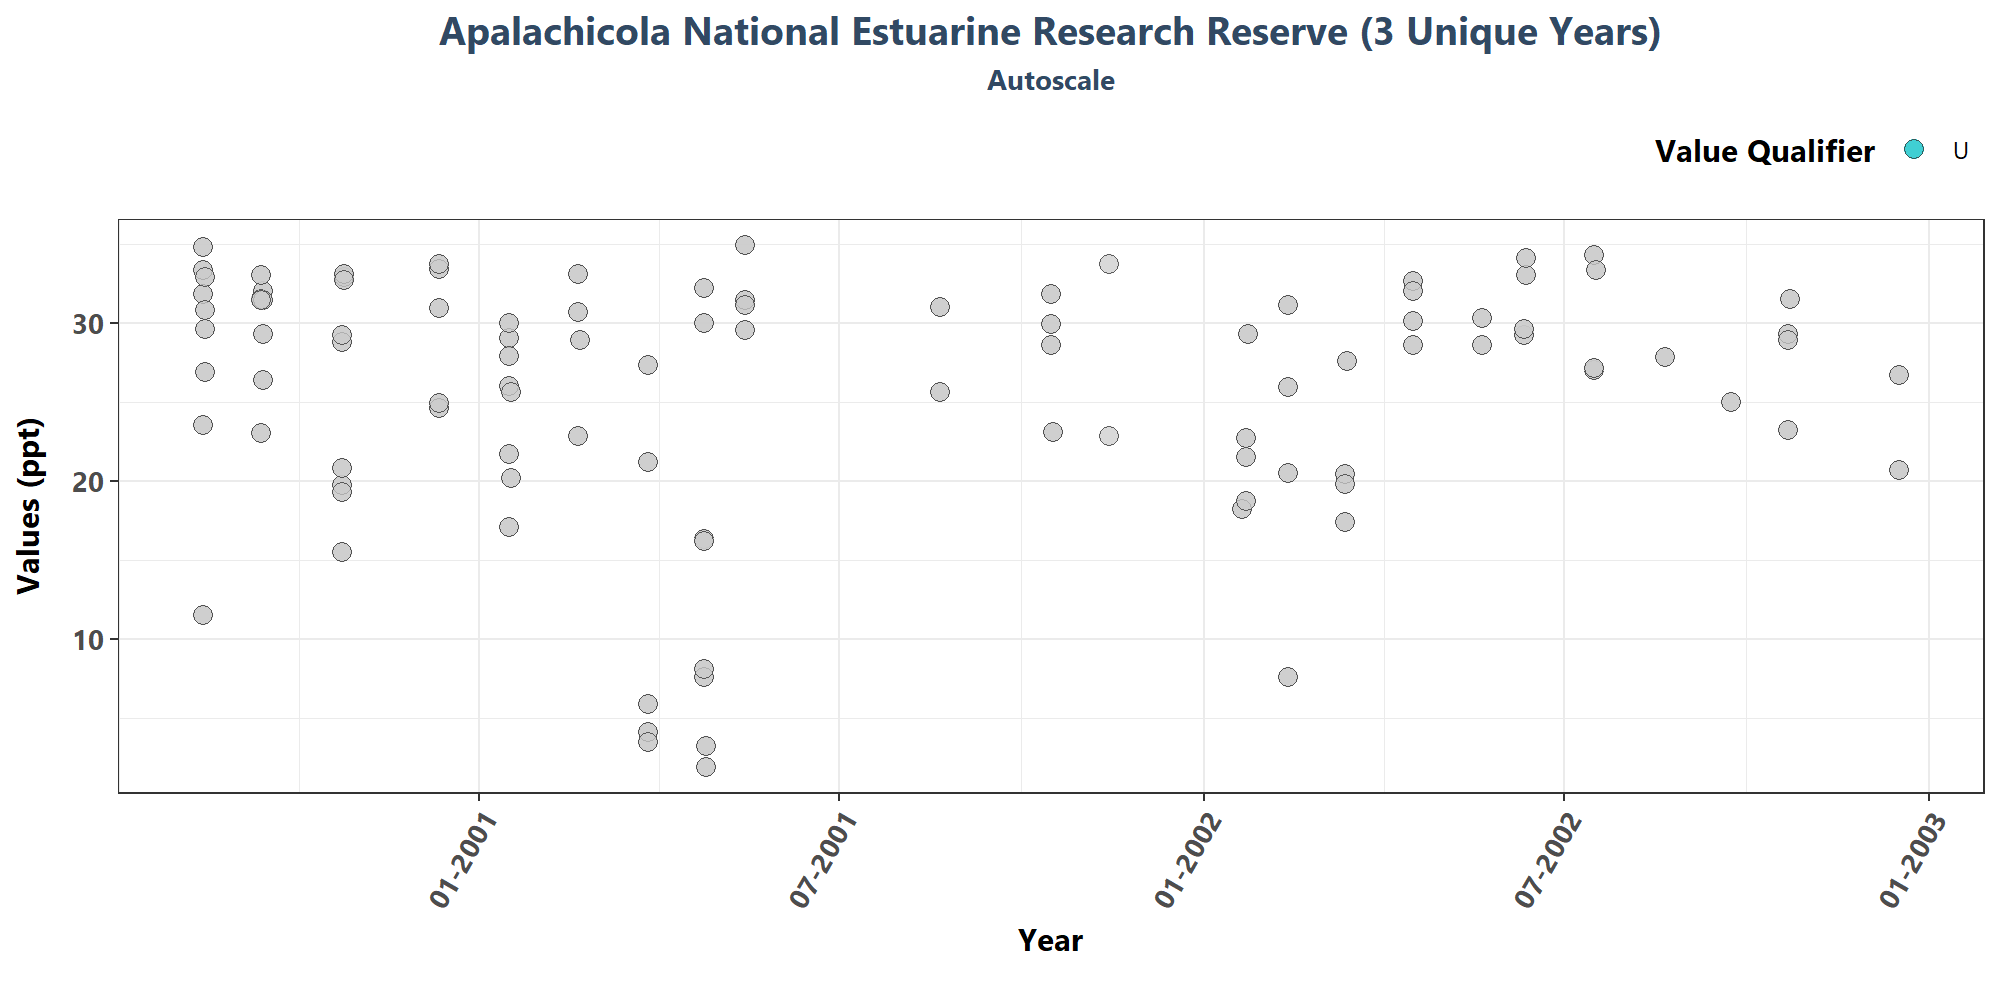 Apalachicola National Estuarine Research Reserve (3 Unique Years)
Autoscale
Value Qualifier U
Values (ppt)
30
20
10
01-2001
07-2001
01-2002
07-2002
01-2003
Year